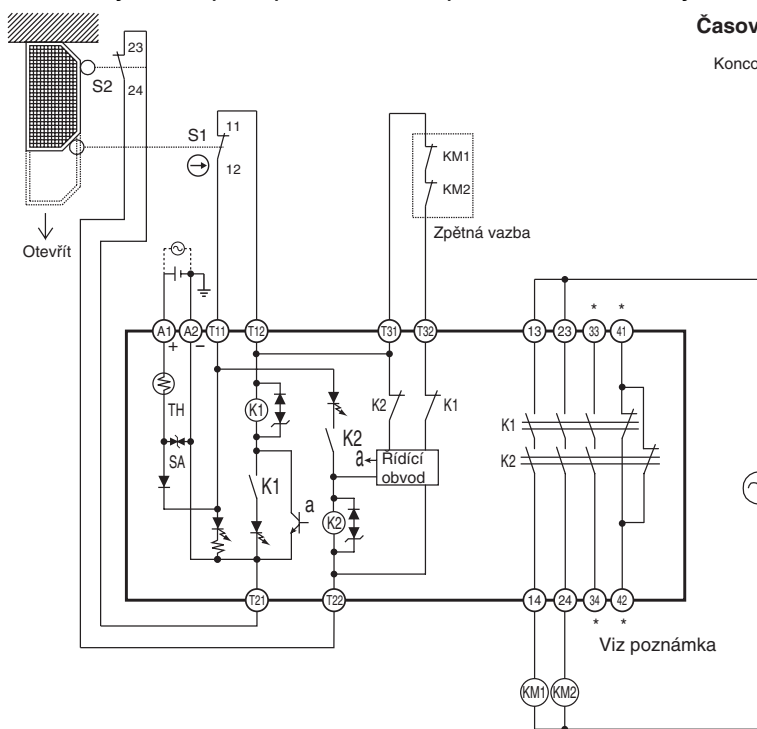 Časov
23
Konco
S2
24
S1
11
12
KM1
KM2
Zpětná vazba
Otevřít
A1
A2
T11
T12
T31
T32
13
23
* *
33
41
+
−
TH
K1
K2
K1
K2
K1
SA
a
Řídící
obvod
K2
K1
a
K2
T21
T22
14
24
34
42
* *
Viz poznámka
KM1
KM2